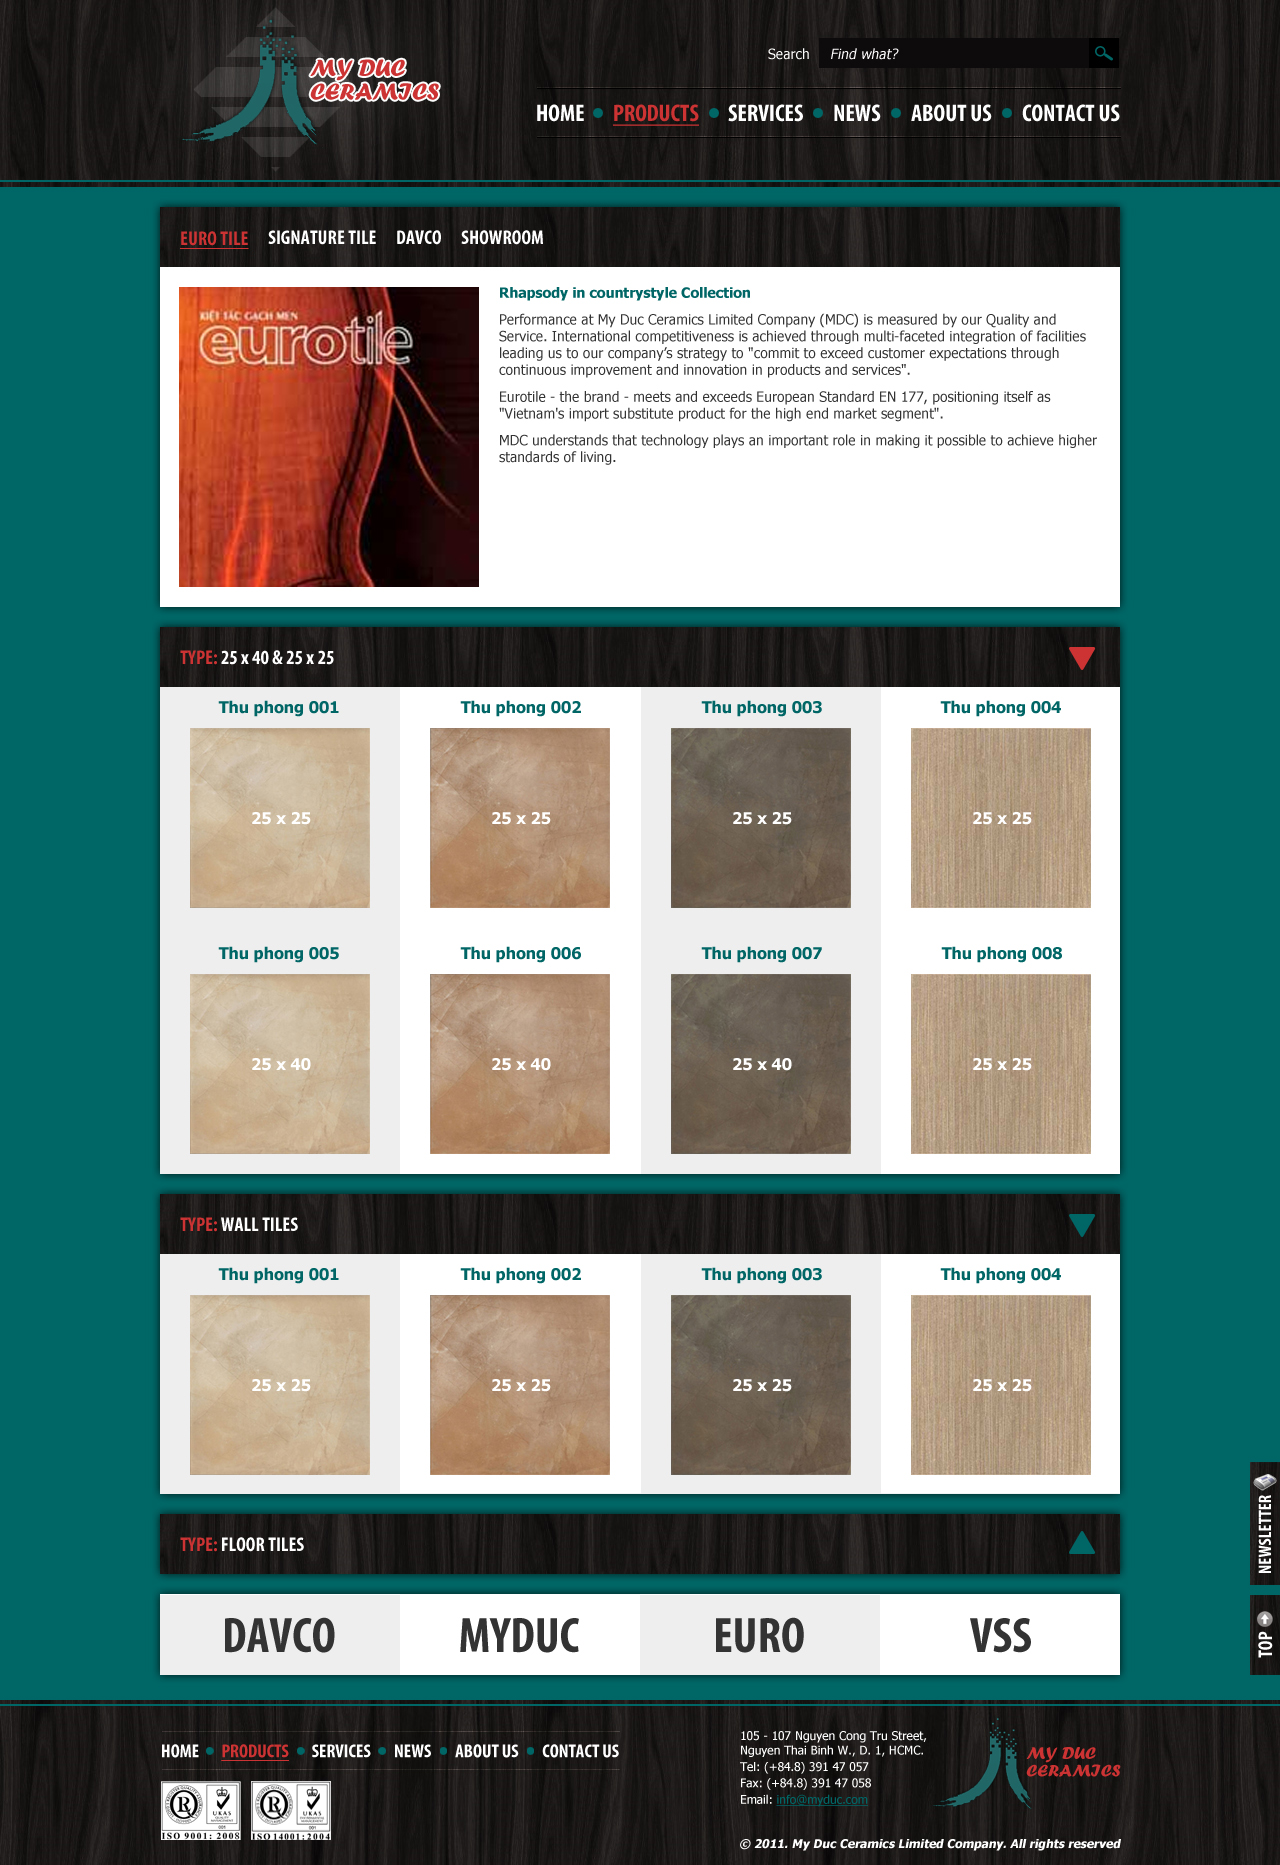 MY DUC
CERAMICS
Search
Find what?
HOME
PRODUCTS
SERVICES
NEWS
ABOUT US
CONTACT US
EURO TILE
SIGNATURE TILE
DAVCO
SHOWROOM
KIỆT TÁC GẠCH MEN
eurotile
Rhapsody in countrystyle Collection
Performance at My Duc Ceramics Limited Company (MDC) is measured by our Quality and
Service. International competitiveness is achieved through multi-faceted integration of facilities
leading us to our company’s strategy to "commit to exceed customer expectations through
continuous improvement and innovation in products and services".
Eurotile - the brand - meets and exceeds European Standard EN 177, positioning itself as
"Vietnam's import substitute product for the high end market segment".
MDC understands that technology plays an important role in making it possible to achieve higher
standards of living.
TYPE: 25 x 40 & 25 x 25
Thu phong 001
Thu phong 002
Thu phong 003
Thu phong 004
25 x 25
25 x 25
25 x 25
25 x 25
Thu phong 005
Thu phong 006
Thu phong 007
Thu phong 008
25 x 40
25 x 40
25 x 40
25 x 25
TYPE: WALL TILES
Thu phong 001
Thu phong 002
Thu phong 003
Thu phong 004
25 x 25
25 x 25
25 x 25
25 x 25
NEWSLETTER
TYPE: FLOOR TILES
TOP
DAVCO
MYDUC
EURO
VSS
HOME
PRODUCTS
SERVICES
NEWS
ABOUT US
CONTACT US
UKAS
ISO 9001: 2008
UKAS
ISO 14001:2004
105 - 107 Nguyen Cong Tru Street,
Nguyen Thai Binh W., D. 1, HCMC.
Tel: (+84.8) 391 47 057
Fax: (+84.8) 391 47 058
Email: info@myduc.com
MY DUC
CERAMICS
© 2011. My Duc Ceramics Limited Company. All rights reserved